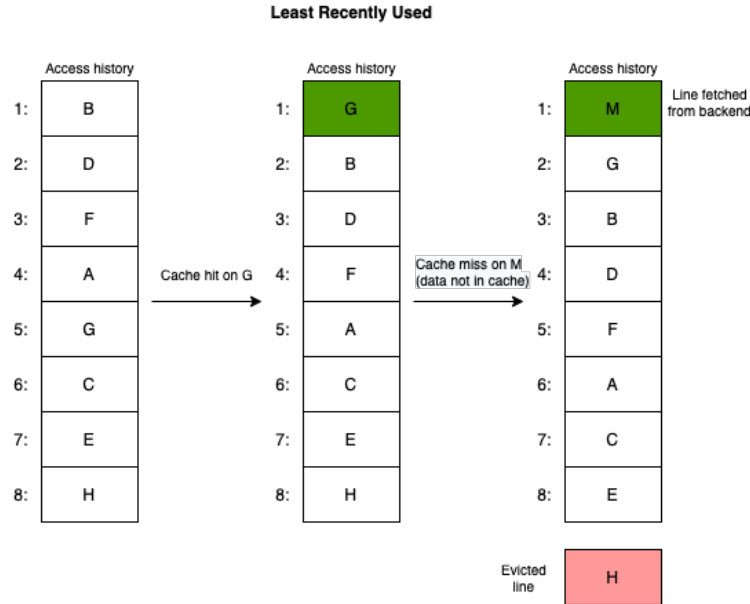 Least Recently Used
Access history
1: B
2: D
3: F
4: A
5: G
6: C
7: E
8: H
Cache hit on G
Access history
1: G
2: B
3: D
4: F
5: A
6: C
7: E
8: H
Cache miss on M
(data not in cache)
Access history
1: M
2: G
3: B
4: D
5: F
6: A
7: C
8: E
Line fetched
from backend
Evicted
line
H